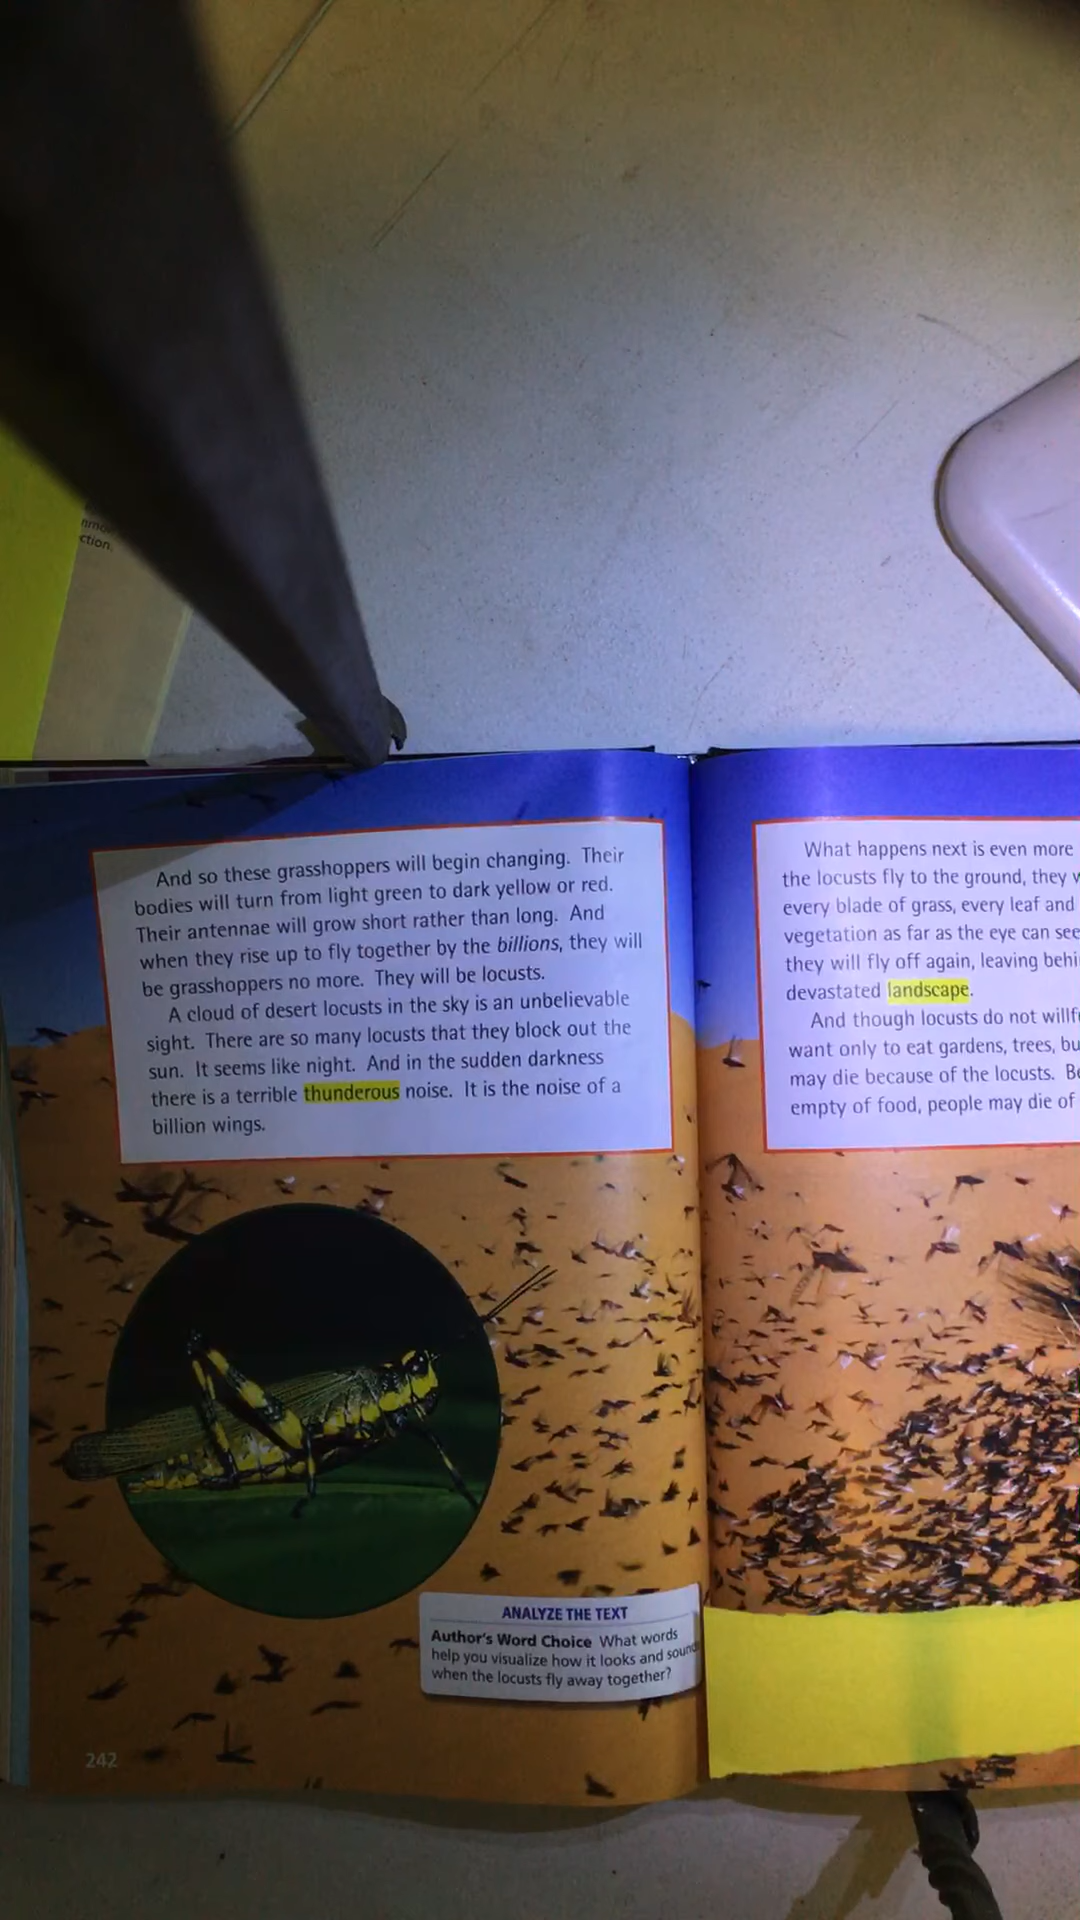 ction.
And so these grasshoppers will begin changing. Their
bodies will turn from light green to dark yellow or red.
Their antennae will grow short rather than long. And
when they rise up to fly together by the billions, they will
be grasshoppers no more. They will be locusts.
A cloud of desert locusts in the sky is an unbelievable
sight. There are so many locusts that they block out the
sun. It seems like night. And in the sudden darkness
there is a terrible thunderous noise. It is the noise of a
billion wings.
ANALYZE THE TEXT
Author's Word Choice What words
help you visualize how it looks and sounds
when the locusts fly away together?
242
What happens next is even more
the locusts fly to the ground, they
every blade of grass, every leaf and
vegetation as far as the eye can see
they will fly off again, leaving
devastated landscape.
And though locusts do not
want only to eat gardens, trees,
may die because of the locusts.
empty of food, people may die of